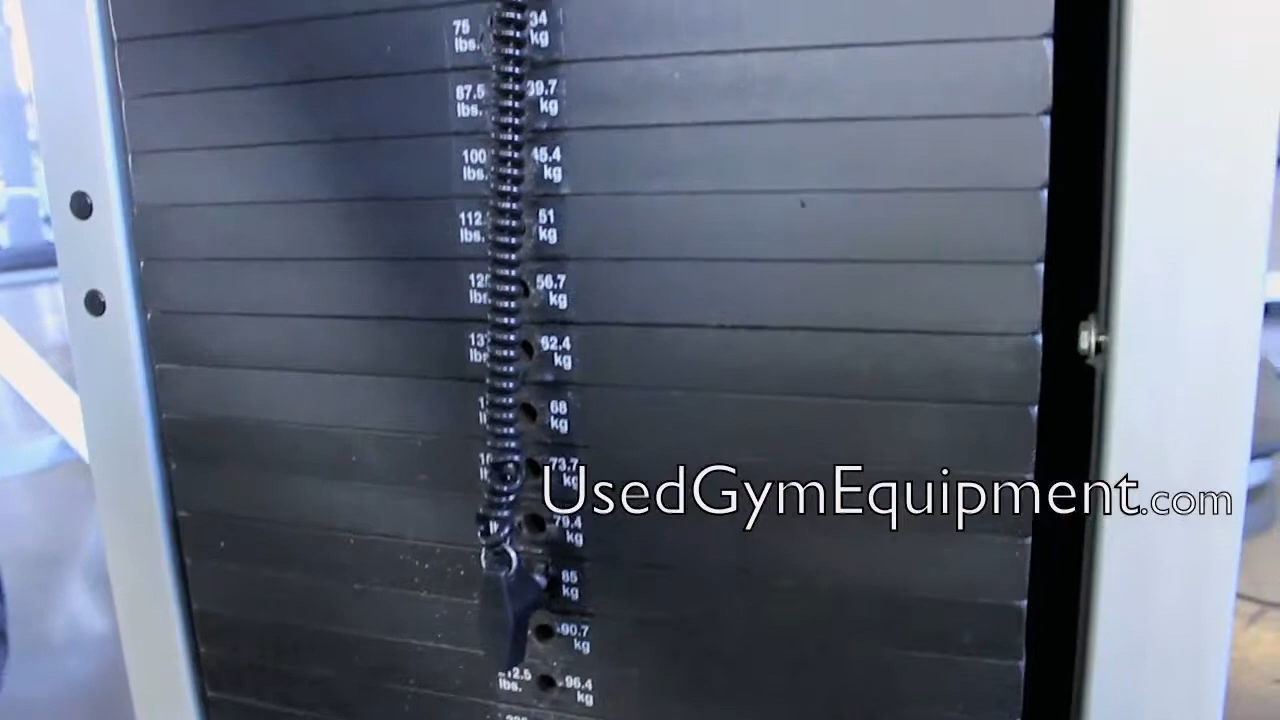 75 34
lbs. kg
87.5 39.7
lbs. kg
100 45.4
lbs. kg
112. 51
lbs. kg
56.7
kg
62.4
kg
68
kg
73.7
kg
UsedGymEquipment.com
79.4
kg
85
kg
90.7
kg
96.4
lbs. kg